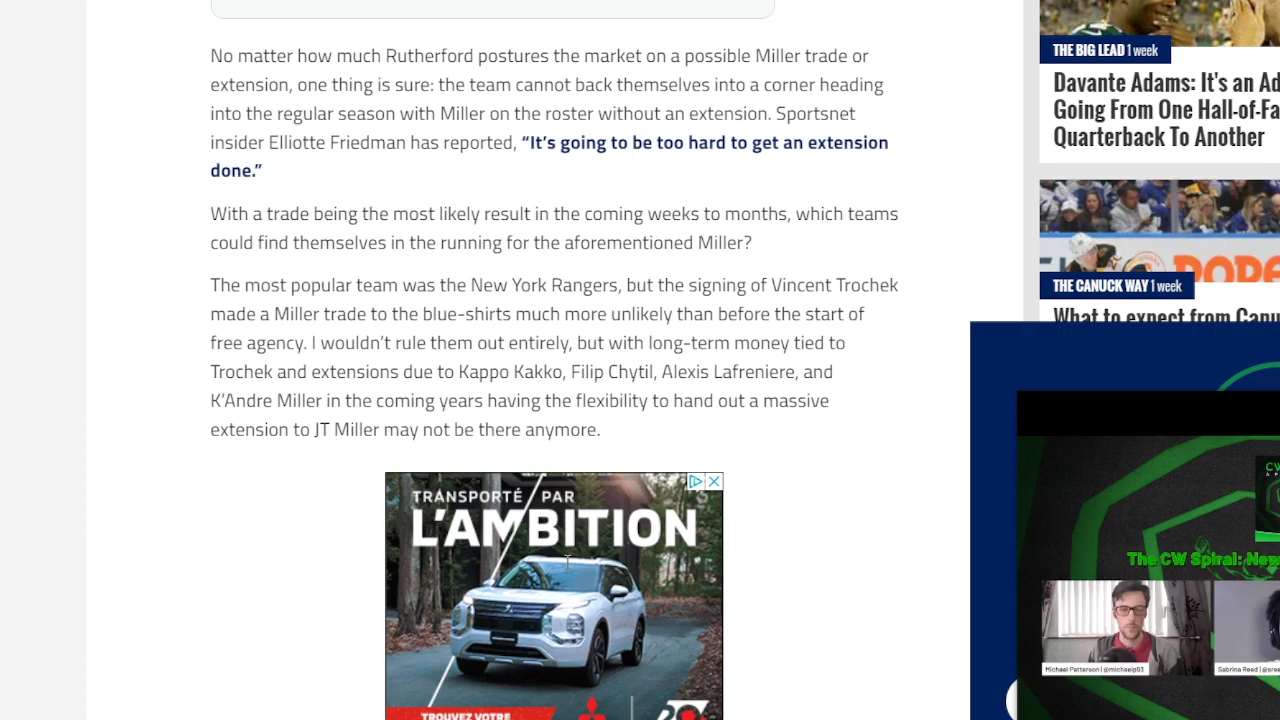 No matter how much Rutherford postures the market on a possible Miller trade or
extension, one thing is sure: the team cannot back themselves into a corner heading
into the regular season with Miller on the roster without an extension. Sportsnet
insider Elliotte Friedman has reported, “It’s going to be too hard to get an extension
done.”
With a trade being the most likely result in the coming weeks to months, which teams
could find themselves in the running for the aforementioned Miller?
The most popular team was the New York Rangers, but the signing of Vincent Trochek
made a Miller trade to the blue-shirts much more unlikely than before the start of
free agency. I wouldn’t rule them out entirely, but with long-term money tied to
Trochek and extensions due to Kappo Kakko, Filip Chytil, Alexis Lafreniere, and
K’Andre Miller in the coming years having the flexibility to hand out a massive
extension to JT Miller may not be there anymore.
TRANSPORTÉ PAR
L’AMBITION
TROUVEZ VOTRE
THE BIG LEAD 1 week
Davante Adams: It's an Ad
Going From One Hall-of-Fa
Quarterback To Another
THE CANUCK WAY 1 week
What to expect from Canu
The CW Spiral: New
Michael Patterson | @michaelp93
Sabrina Reed | @sree